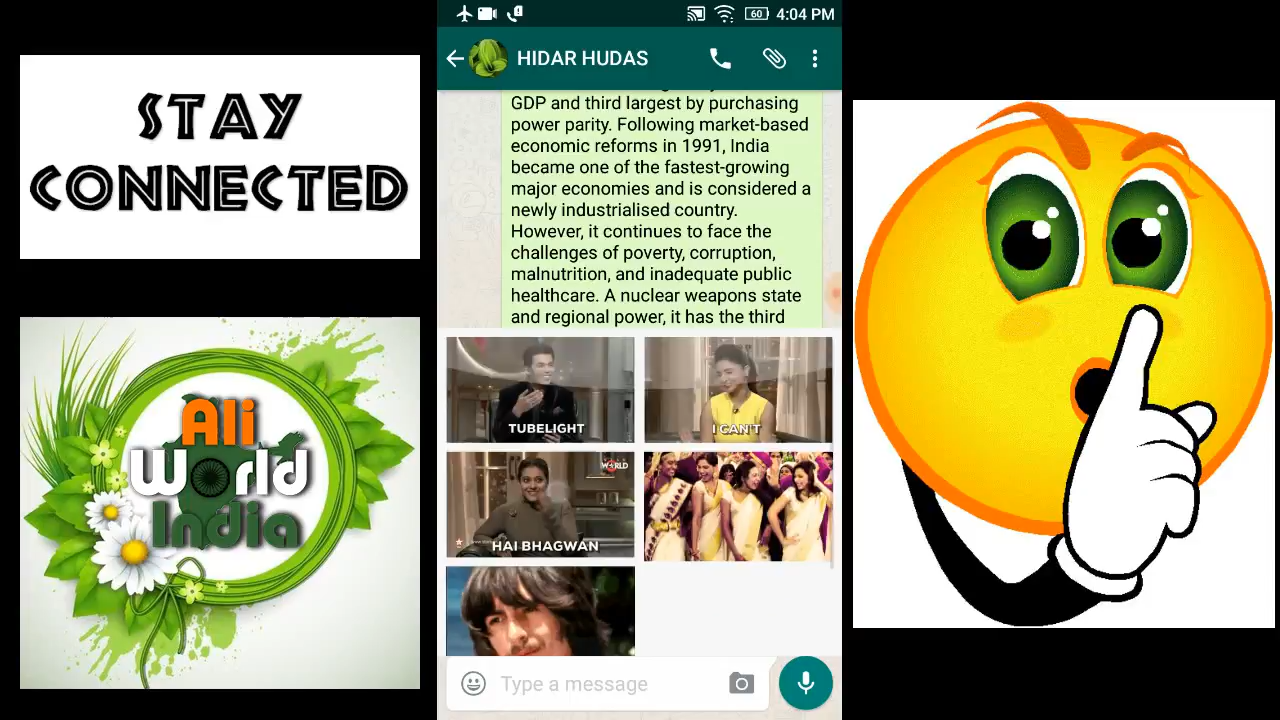 STAY
CONNECTED
Ali
World
India
60 4:04 PM
HIDAR HUDAS
GDP and third largest by purchasing
power parity. Following market-based
economic reforms in 1991, India
became one of the fastest-growing
major economies and is considered a
newly industrialised country.
However, it continues to face the
challenges of poverty, corruption,
malnutrition, and inadequate public
healthcare. A nuclear weapons state
and regional power, it has the third
TUBELIGHT
I CAN'T
WORLD
HAI BHAGWAN
Type a message